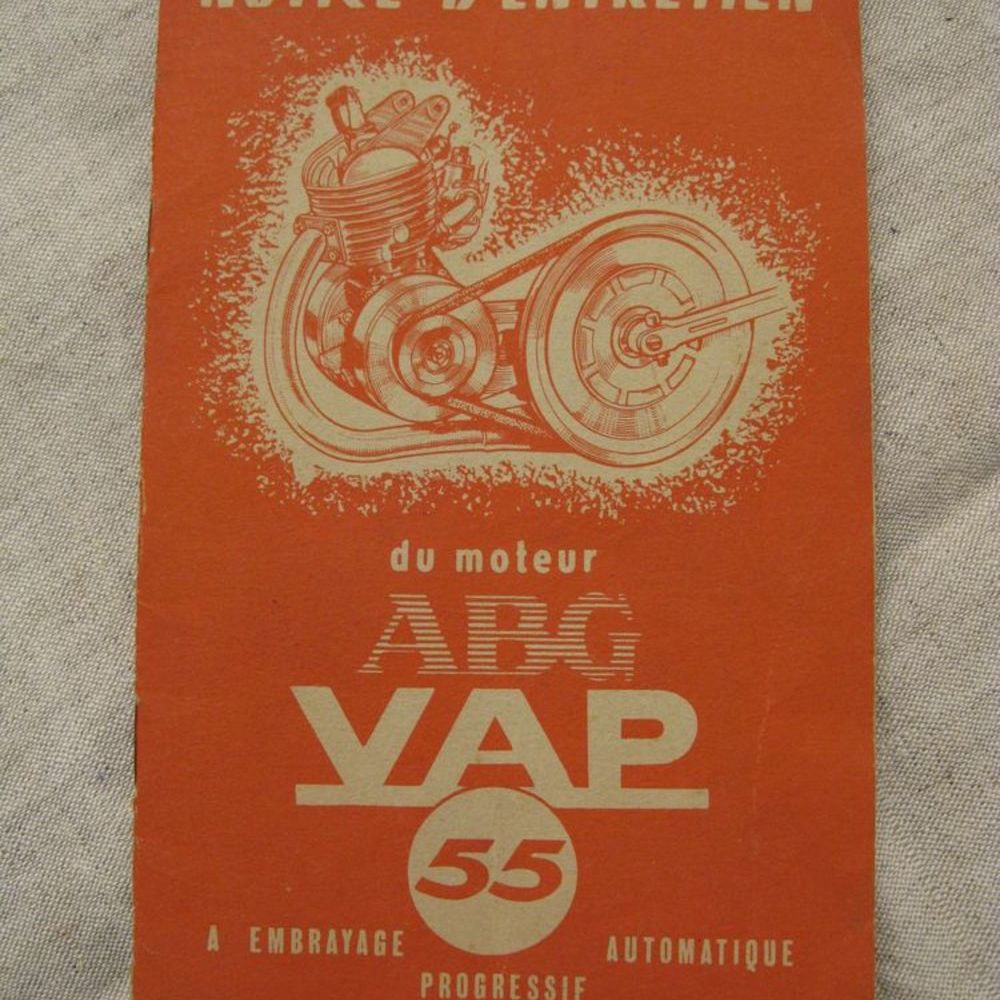 NOTICE D'ENTRETIEN
du moteur
ABG
VAP
55
A EMBRAYAGE AUTOMATIQUE
PROGRESSIF